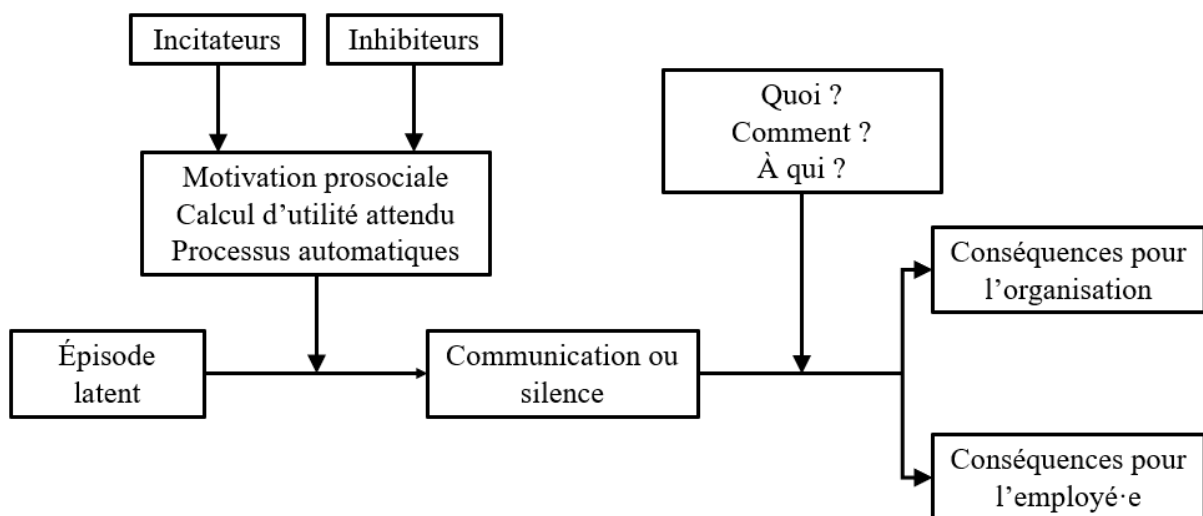 Incitateurs
Inhibiteurs
Quoi ?
Comment ?
À qui ?
Motivation prosociale
Calcul d’utilité attendu
Processus automatiques
Conséquences pour
l’organisation
Épisode
latent
Communication ou
silence
Conséquences pour
l’employé·e